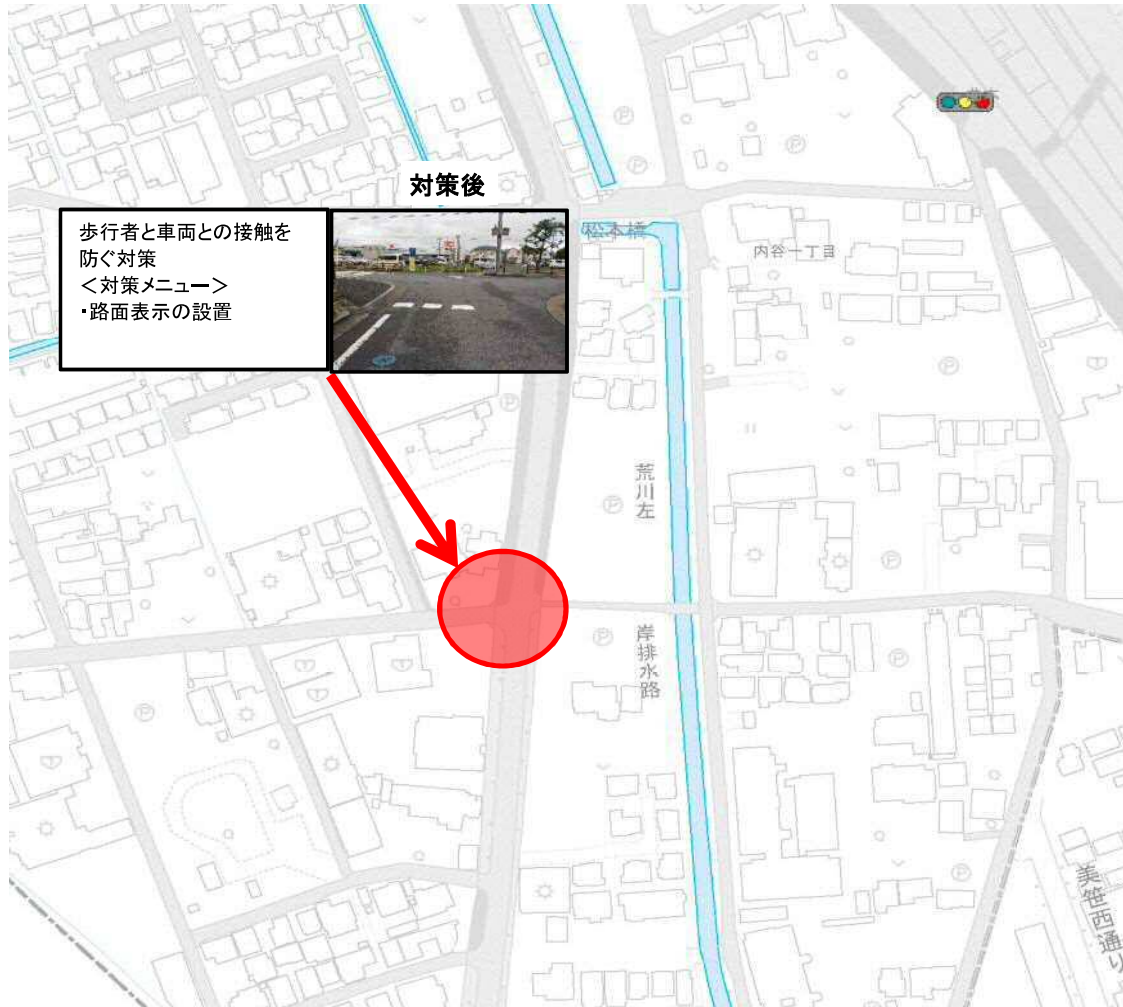 対策後
歩行者と車両との接触を
防ぐ対策
<対策メニュー>
・路面表示の設置
松本橋
内谷一丁目
荒川左
岸排水路
美笹西通り